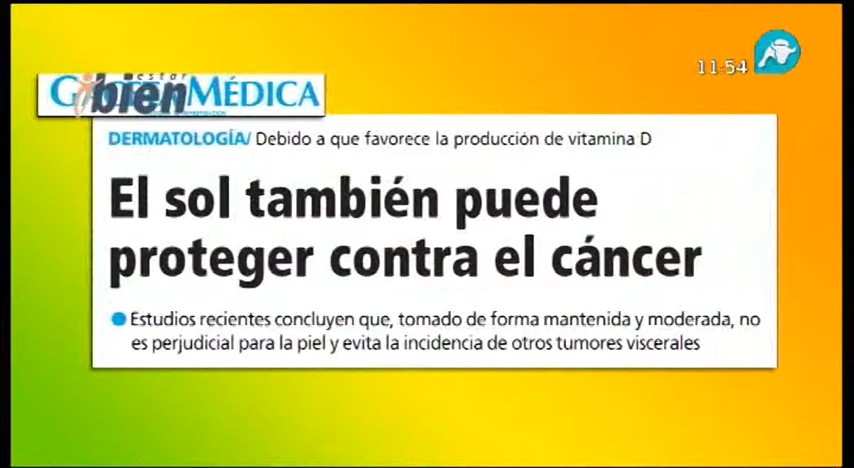 11:54
estar
bien
MÉDICA
DERMATOLOGÍA/ Debido a que favorece la producción de vitamina D
El sol también puede
proteger contra el cáncer
Estudios recientes concluyen que, tomado de forma mantenida y moderada, no
es perjudicial para la piel y evita la incidencia de otros tumores viscerales